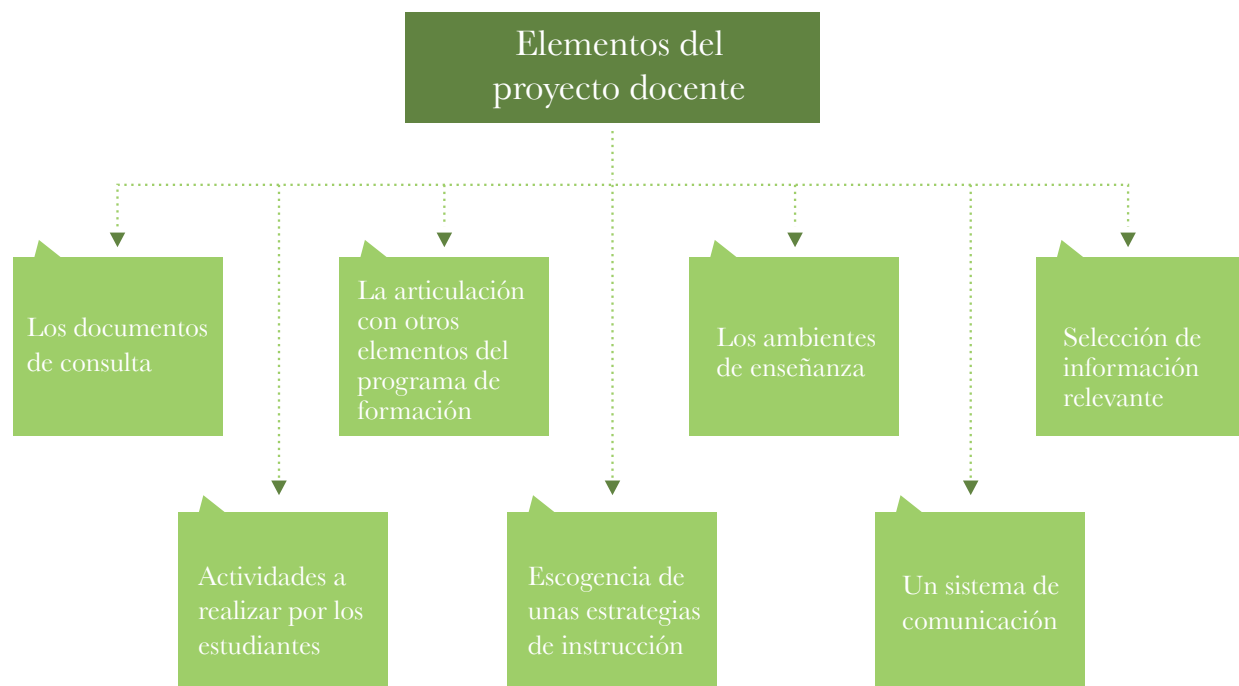 Elementos del
proyecto docente
Los documentos
de consulta
La articulación
con otros
elementos del
programa de
formación
Los ambientes
de enseñanza
Selección de
información
relevante
Actividades a
realizar por los
estudiantes
Escogencia de
unas estrategias
de instrucción
Un sistema de
comunicación